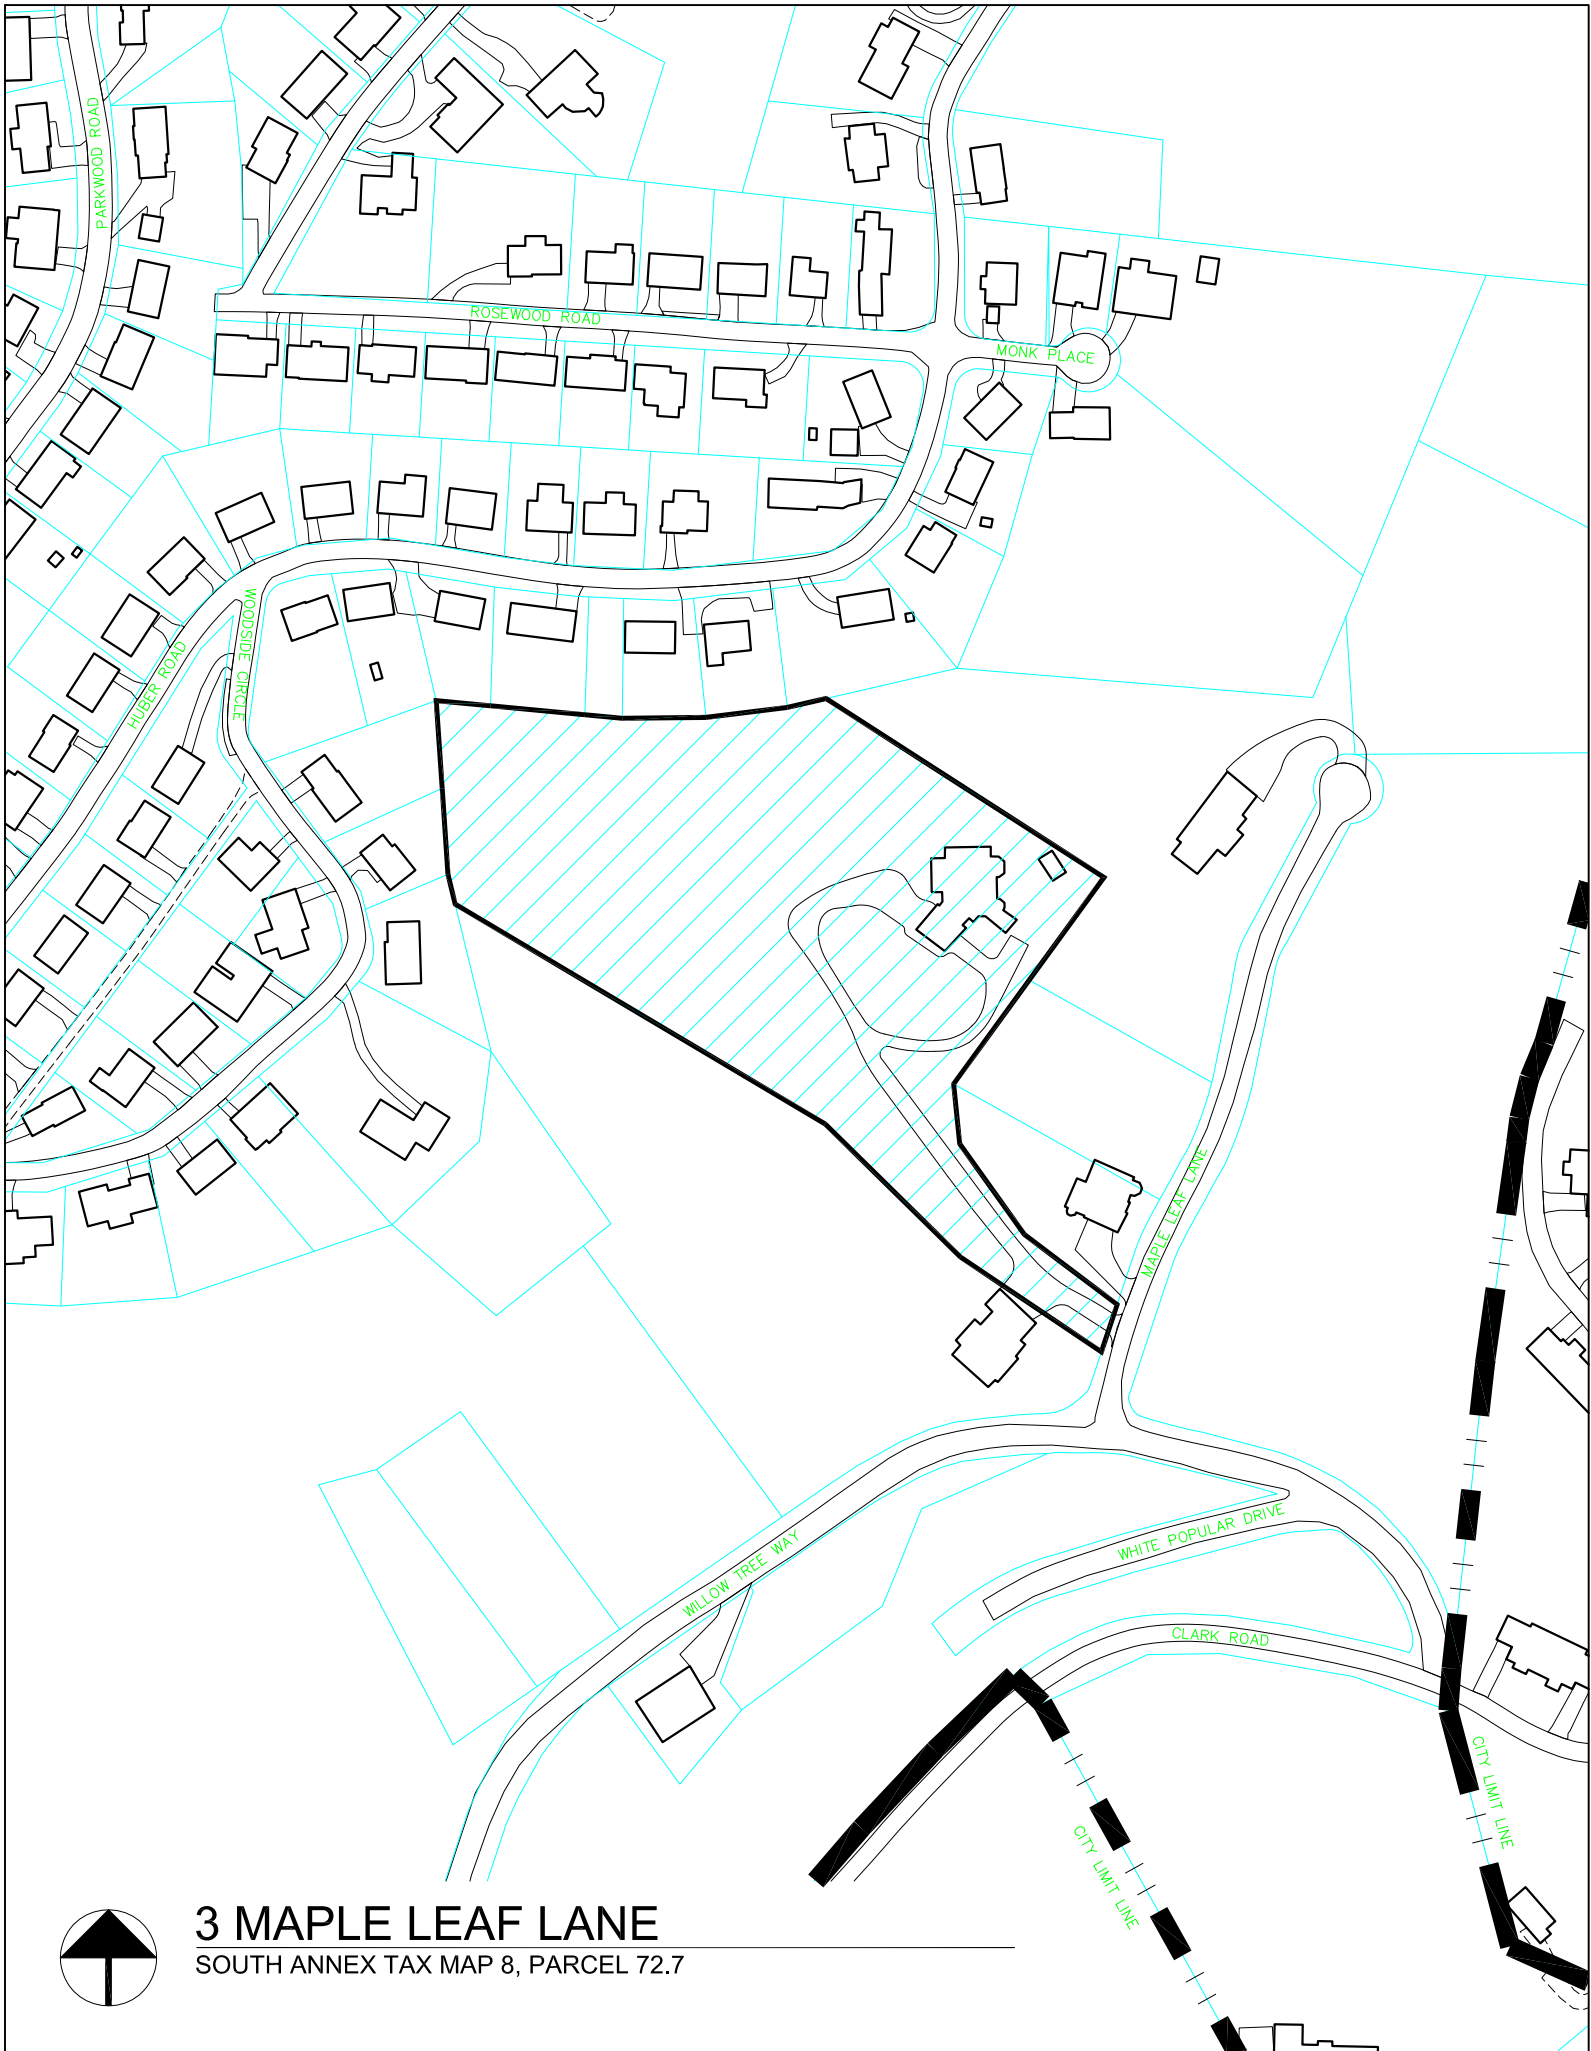 PARKWOOD ROAD
ROSEWOOD ROAD
MONK PLACE
WOODSIDE CIRCLE
HUBER ROAD
MAPLE LEAF LANE
WHITE POPULAR DRIVE
WILLOW TREE WAY
CLARK ROAD
CITY LIMIT LINE
CITY LIMIT LINE
3 MAPLE LEAF LANE
SOUTH ANNEX TAX MAP 8, PARCEL 72.7